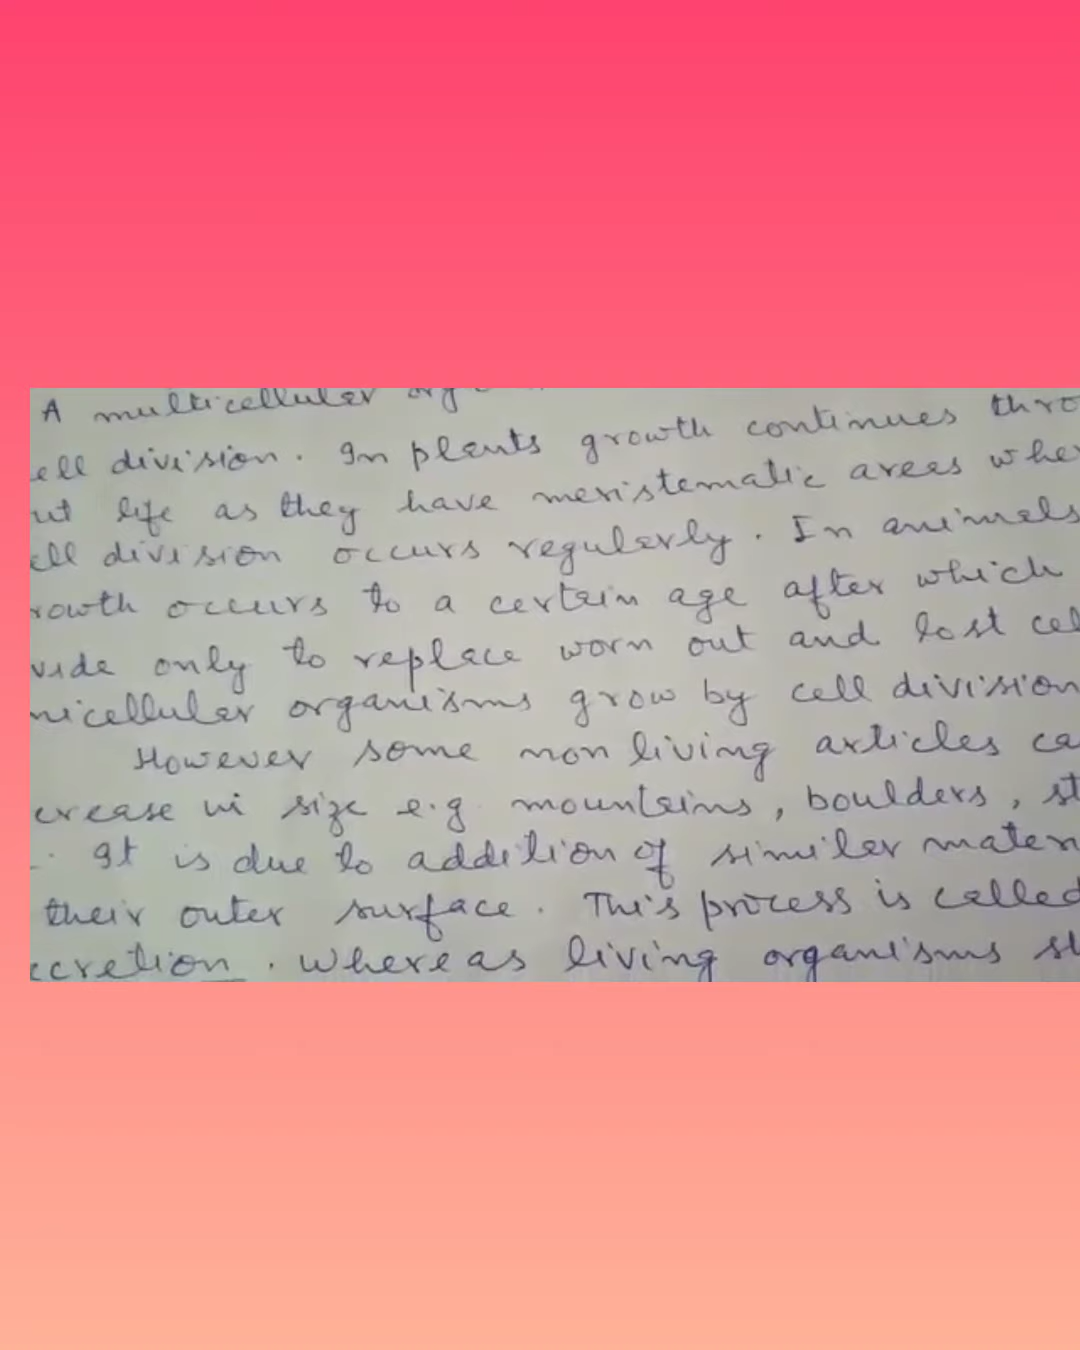 A multicellular
ell division. In plants growth continues thro
ut life as they have meristematic areas whe
ell division occurs regularly. In animals
rowth occurs to a certain age after which
vide only to replace worn out and lost cel
nicellular organisms grow by cell division
However some non living articles ca
crease in size e.g. mountains, boulders, st
. It is due to addition of similar mater
their outer surface. This process is called
ccretion. Whereas living organisms s